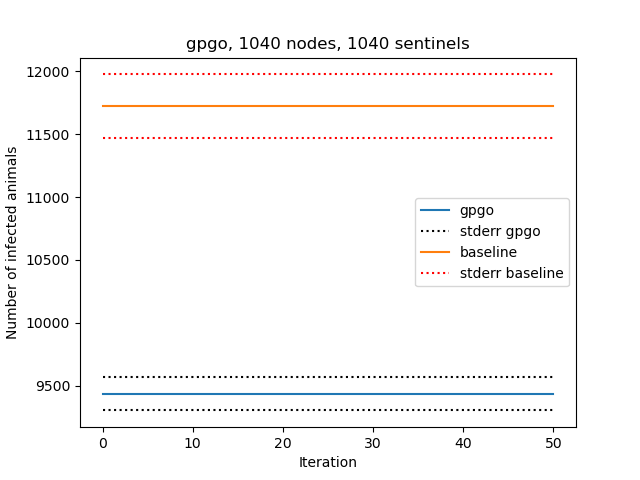 gpgo, 1040 nodes, 1040 sentinels
12000
11500
11000
10500
10000
9500
Number of infected animals
gpgo
stderr gpgo
baseline
stderr baseline
0 10 20 30 40 50
Iteration